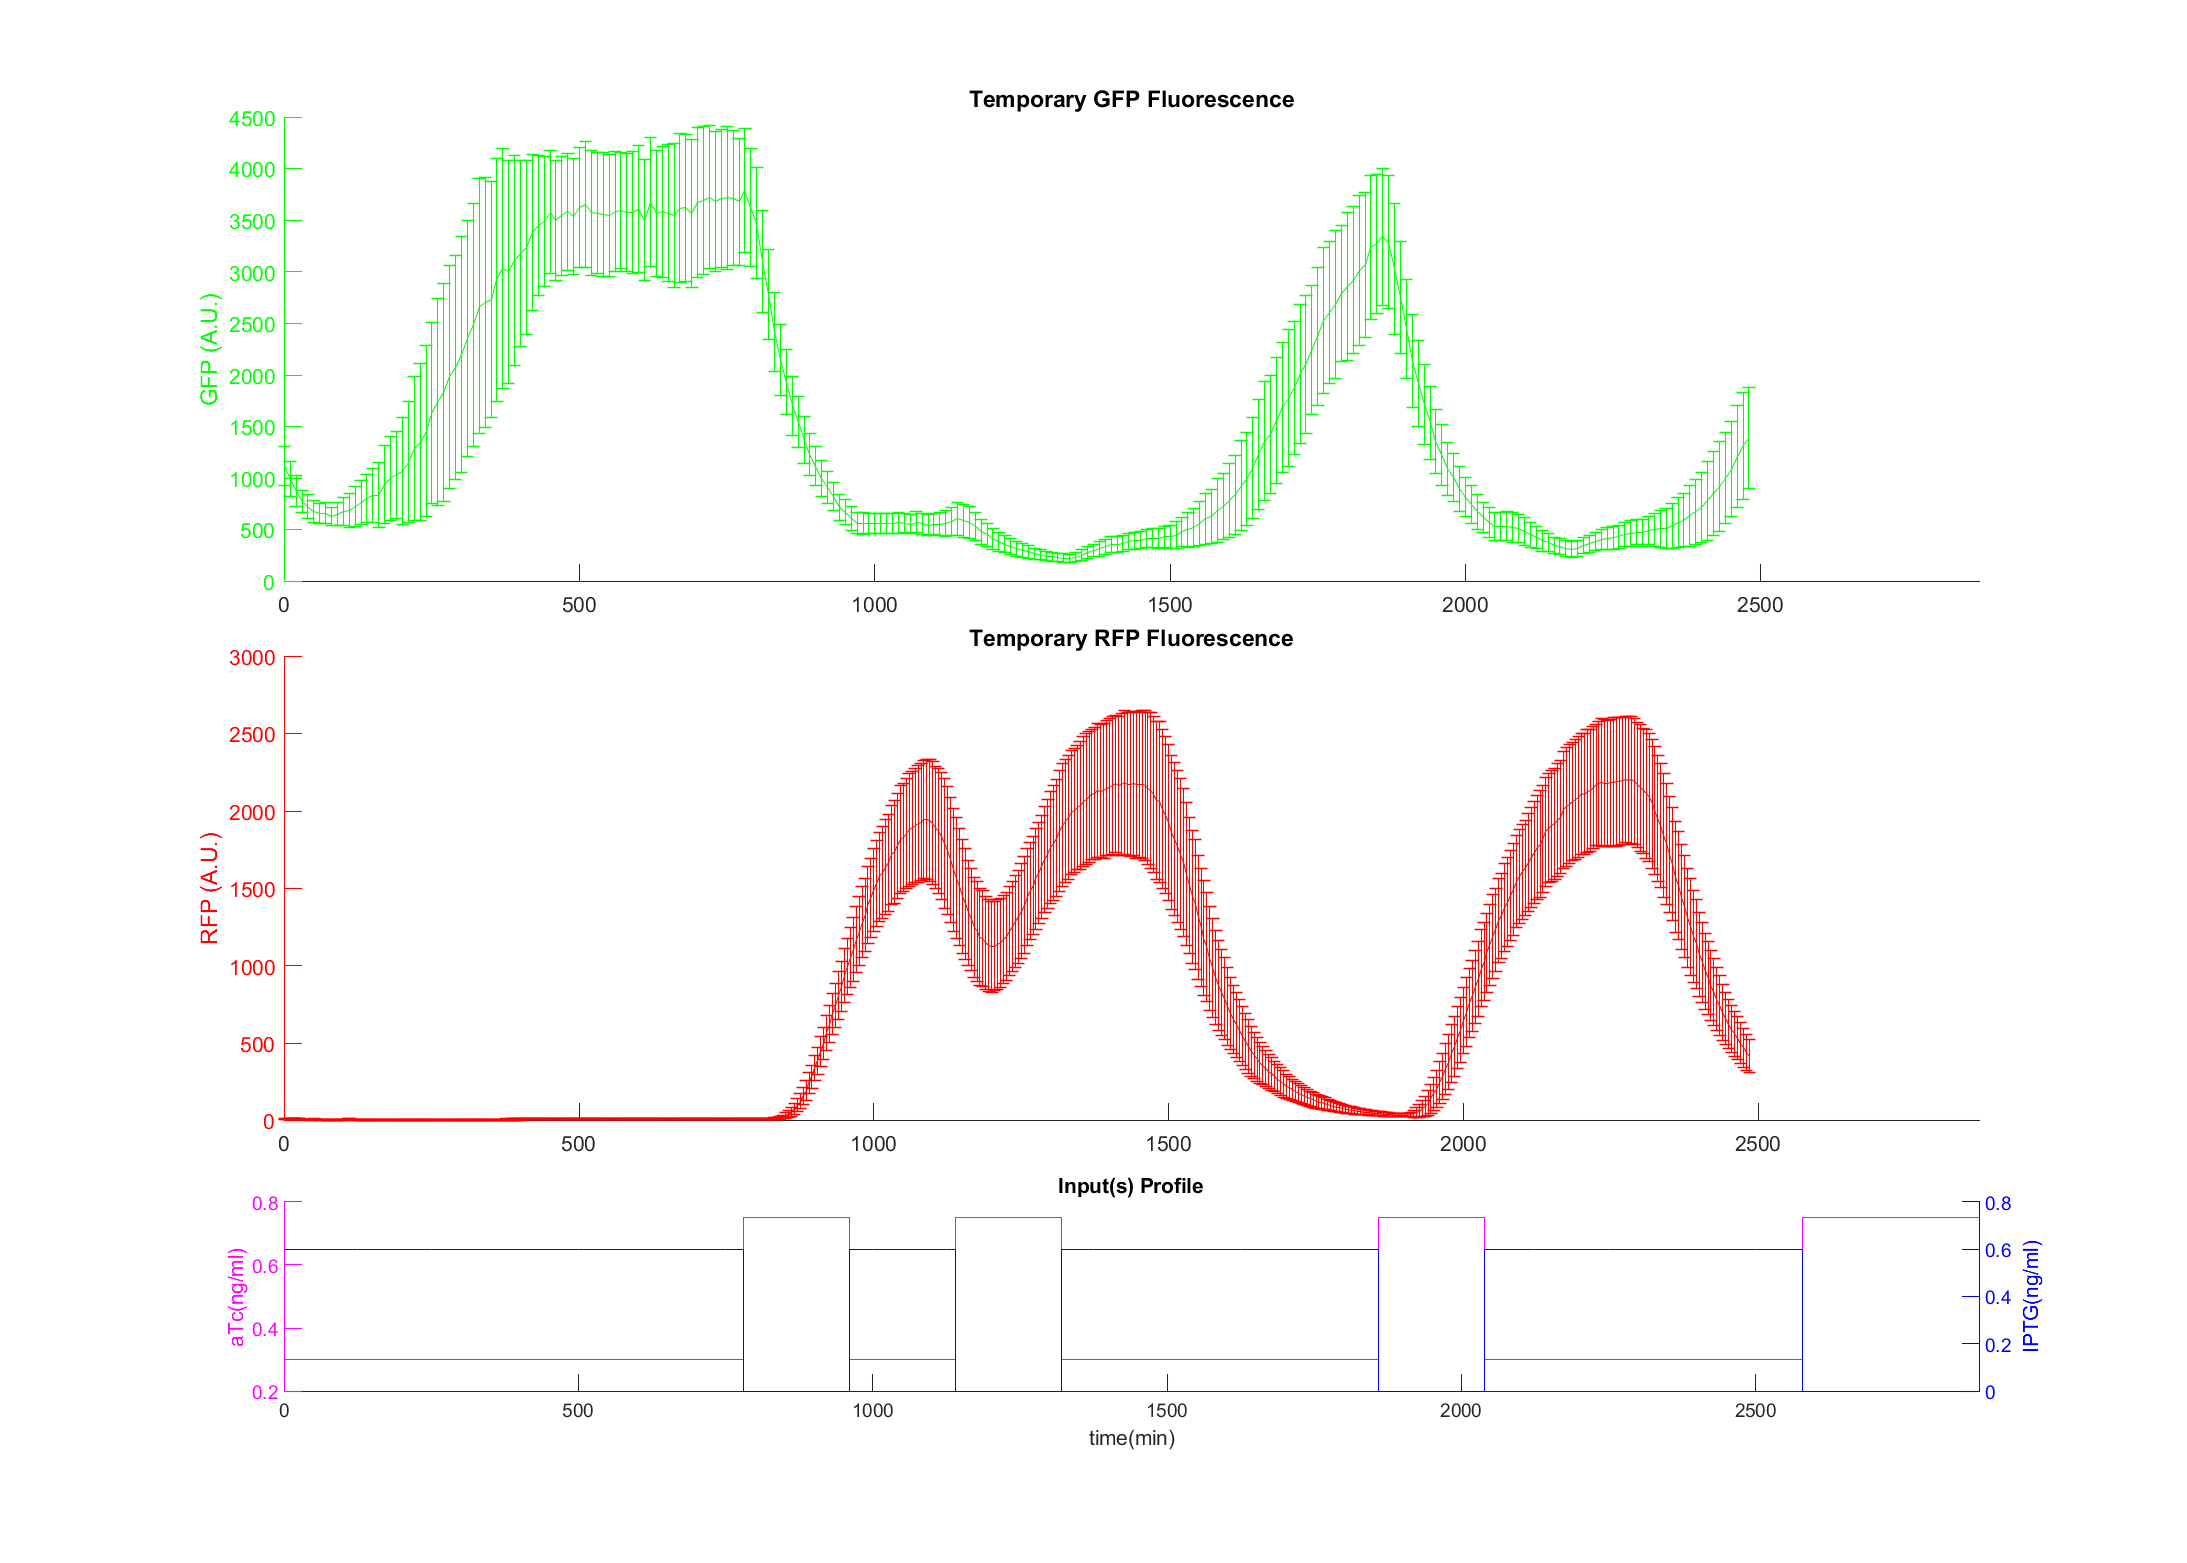 Temporary GFP Fluorescence
4500
4000
3500
3000
2500
2000
1500
1000
500
0
GFP (A.U.)
0 500 1000 1500 2000 2500
Temporary RFP Fluorescence
3000
2500
2000
1500
1000
500
0
RFP (A.U.)
0 500 1000 1500 2000 2500
Input(s) Profile
0.8
0.6
0.4
0.2
aTc(ng/ml)
0.8
0.6
0.4
0.2
0
IPTG(ng/ml)
0 500 1000 1500 2000 2500
time(min)